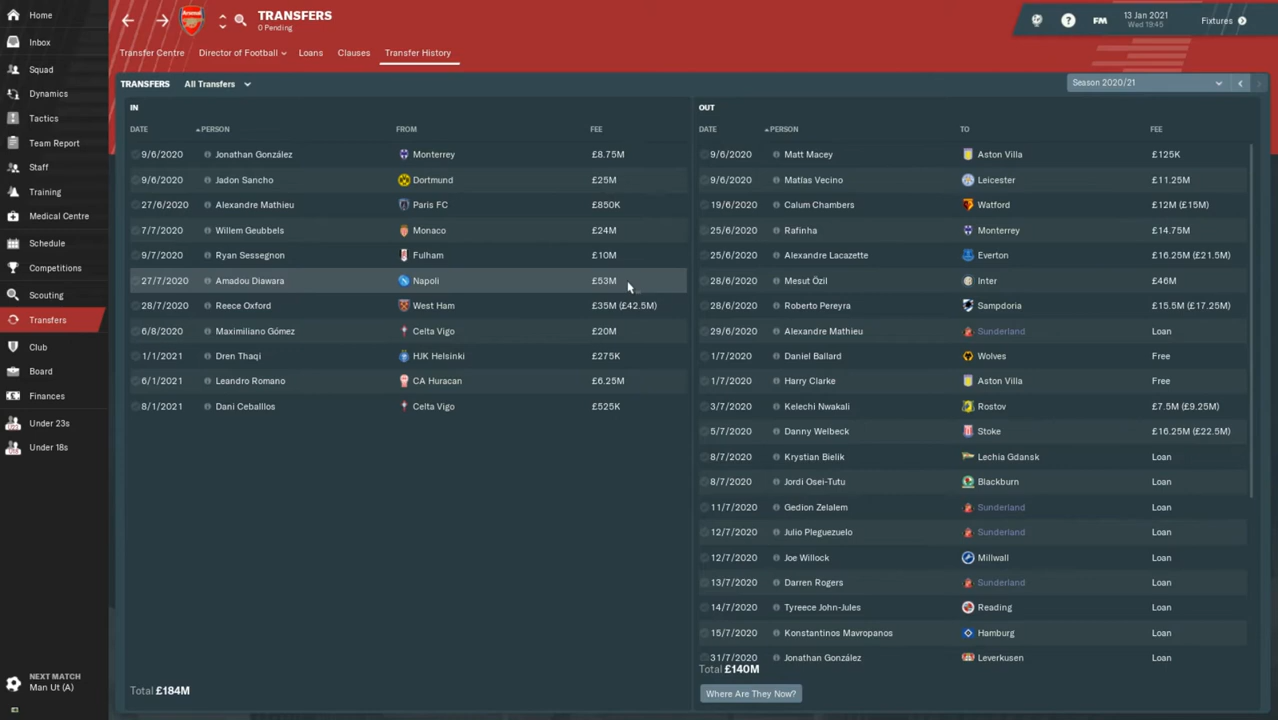 Home
Inbox
Squad
Dynamics
Tactics
Team Report
Staff
Training
Medical Centre
Schedule
Competitions
Scouting
Transfers
Club
Board
Finances
Under 23s
Under 18s
NEXT MATCH
Man Ut (A)
TRANSFERS
0 Pending
FM
13 Jan 2021
Wed 19:45
Fixtures
Transfer Centre Director of Football Loans Clauses Transfer History
TRANSFERS All Transfers Season 2020/21
IN
DATE PERSON FROM FEE
9/6/2020 Jonathan González Monterrey £8.75M
9/6/2020 Jadon Sancho Dortmund £25M
27/6/2020 Alexandre Mathieu Paris FC £850K
7/7/2020 Willem Geubbels Monaco £24M
9/7/2020 Ryan Sessegnon Fulham £10M
27/7/2020 Amadou Diawara Napoli £53M
28/7/2020 Reece Oxford West Ham £35M (£42.5M)
6/8/2020 Maximiliano Gómez Celta Vigo £20M
1/1/2021 Dren Thaqi HJK Helsinki £275K
6/1/2021 Leandro Romano CA Huracan £6.25M
8/1/2021 Dani Ceballlos Celta Vigo £525K
Total £184M
OUT
DATE PERSON TO FEE
9/6/2020 Matt Macey Aston Villa £125K
9/6/2020 Matías Vecino Leicester £11.25M
19/6/2020 Calum Chambers Watford £12M (£15M)
25/6/2020 Rafinha Monterrey £14.75M
25/6/2020 Alexandre Lacazette Everton £16.25M (£21.5M)
28/6/2020 Mesut Özil Inter £46M
28/6/2020 Roberto Pereyra Sampdoria £15.5M (£17.25M)
29/6/2020 Alexandre Mathieu Sunderland Loan
1/7/2020 Daniel Ballard Wolves Free
1/7/2020 Harry Clarke Aston Villa Free
3/7/2020 Kelechi Nwakali Rostov £7.5M (£9.25M)
5/7/2020 Danny Welbeck Stoke £16.25M (£22.5M)
8/7/2020 Krystian Bielik Lechia Gdansk Loan
8/7/2020 Jordi Osei-Tutu Blackburn Loan
11/7/2020 Gedion Zelalem Sunderland Loan
12/7/2020 Julio Pleguezuelo Sunderland Loan
12/7/2020 Joe Willock Millwall Loan
13/7/2020 Darren Rogers Sunderland Loan
14/7/2020 Tyreece John-Jules Reading Loan
15/7/2020 Konstantinos Mavropanos Hamburg Loan
31/7/2020 Jonathan González Leverkusen Loan
Total £140M
Where Are They Now?